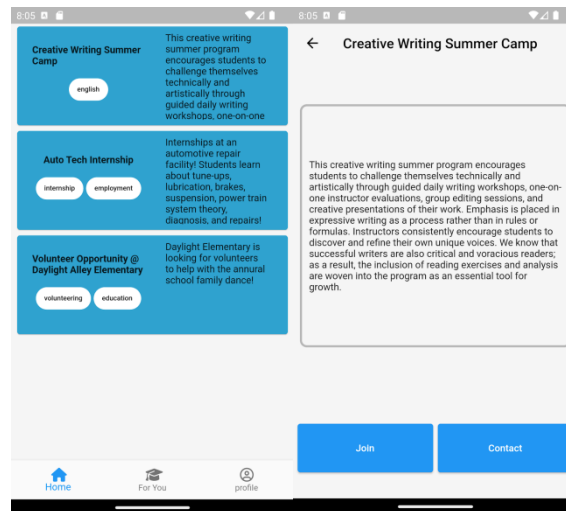 8:05
Creative Writing Summer
Camp
english
This creative writing
summer program
encourages students to
challenge themselves
technically and
artistically through
guided daily writing
workshops, one-on-one
Auto Tech Internship
internship employment
Internships at an
automotive repair
facility! Students learn
about tune-ups,
lubrication, brakes,
suspension, power train
system theory,
diagnosis, and repairs!
Volunteer Opportunity @
Daylight Alley Elementary
volunteering education
Daylight Elementary is
looking for volunteers
to help with the annural
school family dance!
Home For You profile
8:05
Creative Writing Summer Camp
This creative writing summer program encourages
students to challenge themselves technically and
artistically through guided daily writing workshops, one-on-
one instructor evaluations, group editing sessions, and
creative presentations of their work. Emphasis is placed in
expressive writing as a process rather than in rules or
formulas. Instructors consistently encourage students to
discover and refine their own unique voices. We know that
successful writers are also critical and voracious readers;
as a result, the inclusion of reading exercises and analysis
are woven into the program as an essential tool for
growth.
Join Contact